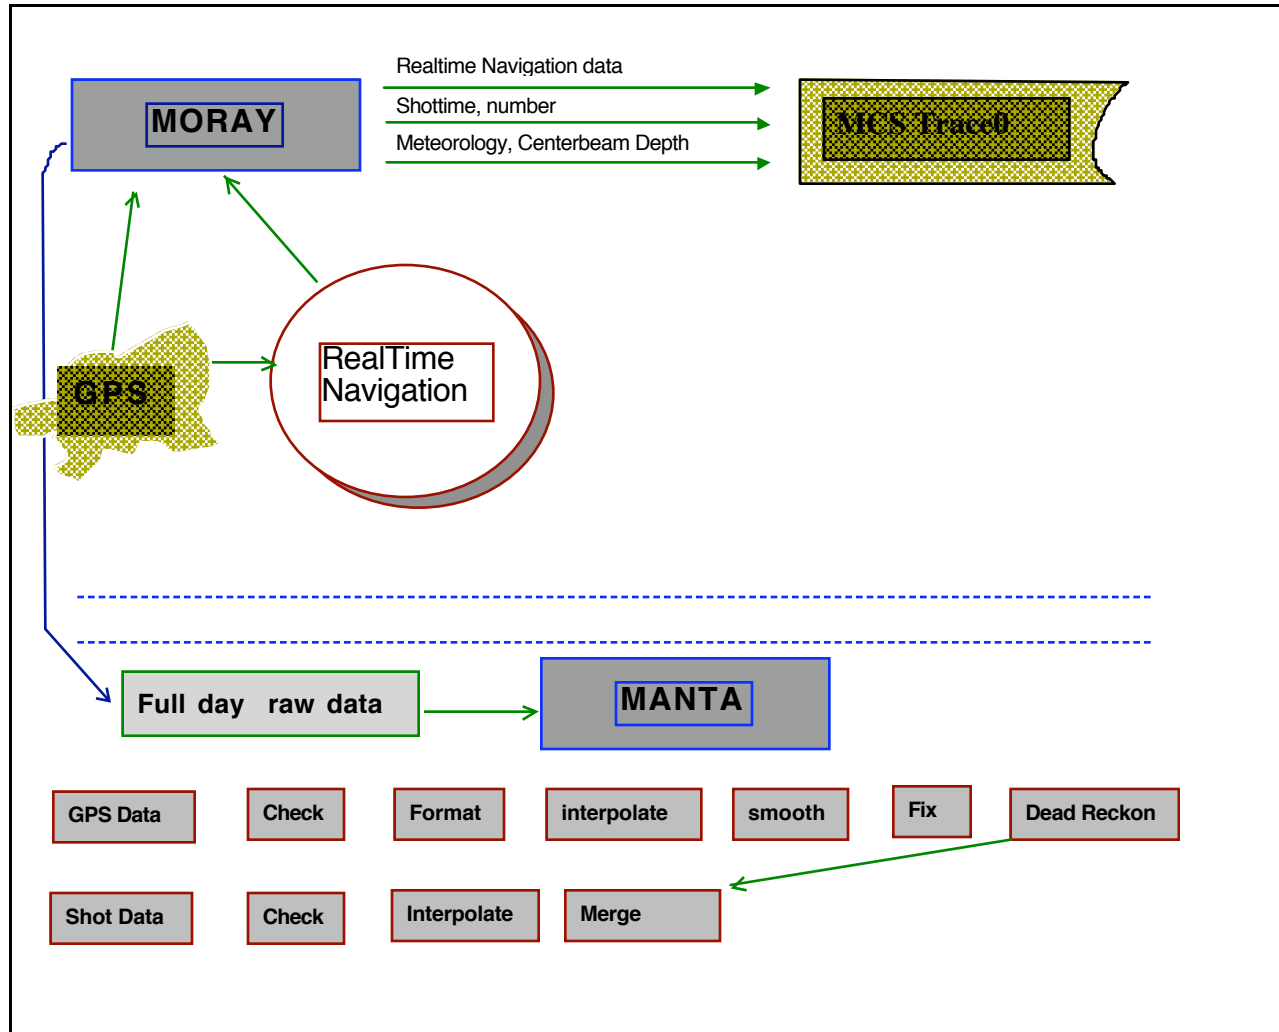 Realtime Navigation data
MORAY
Shottime, number
MCS Trace0
Meteorology, Centerbeam Depth
RealTime
Navigation
GPS
Full day raw data
MANTA
GPS Data
Check
Format
interpolate
smooth
Fix
Dead Reckon
Shot Data
Check
Interpolate
Merge